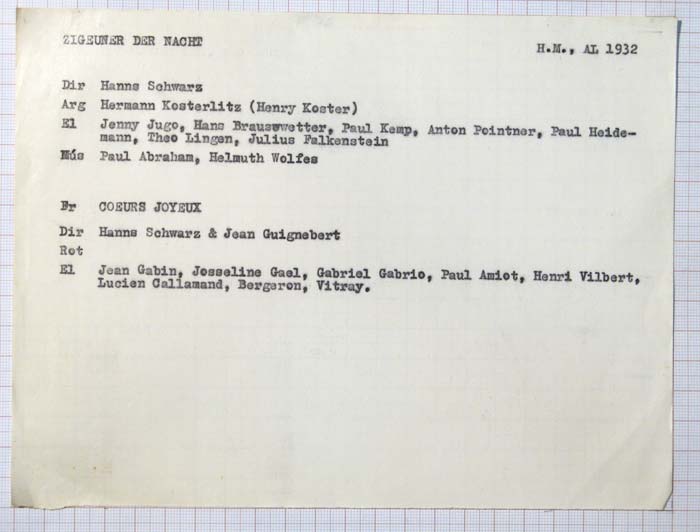 ZIGEUNER DER NACHT
H.M., AL 1932
Dir Hanns Schwarz
Arg Hermann Kosterlitz (Henry Koster)
El Jenny Jugo, Hans Brausewetter, Paul Kemp, Anton Pointner, Paul Heide-
mann, Theo Lingen, Julius Falkenstein
Mús Paul Abraham, Helmuth Wolfes
Fr COEURS JOYEUX
Dir Hanns Schwarz & Jean Guignebert
Rot
El Jean Gabin, Josseline Gael, Gabriel Gabrio, Paul Amiot, Henri Vilbert,
Lucien Callamand, Bergeron, Vitray.